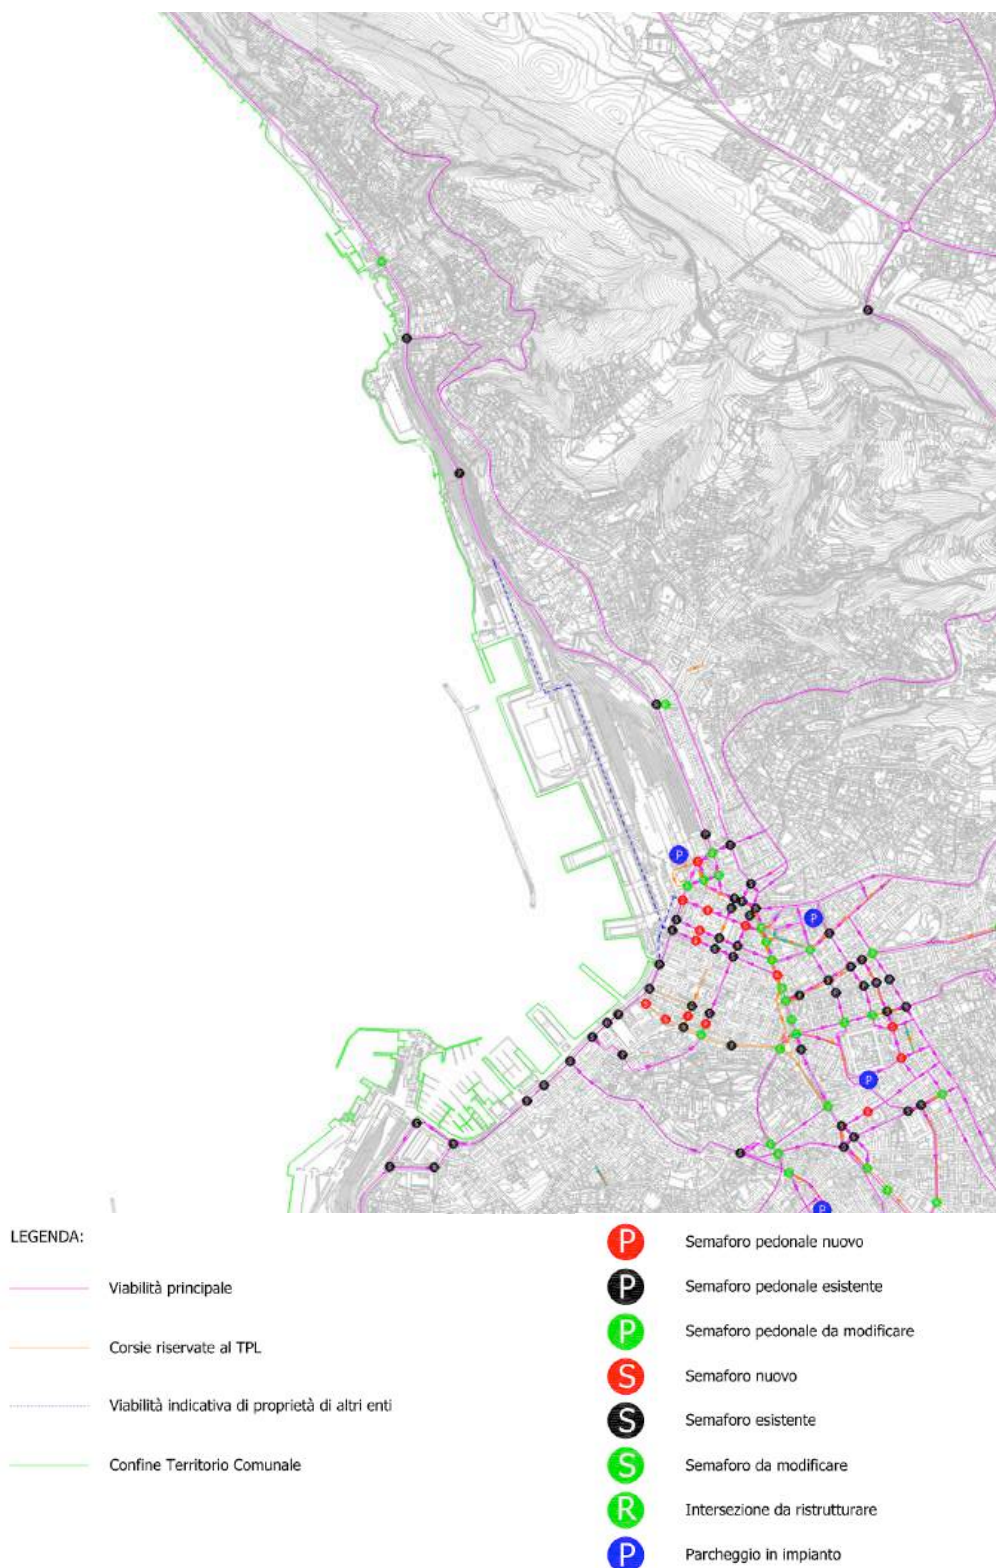 P
P
P
P
LEGENDA:
Viabilità principale
Corsie riservate al TPL
Viabilità indicativa di proprietà di altri enti
Confine Territorio Comunale
P Semaforo pedonale nuovo
P Semaforo pedonale esistente
P Semaforo pedonale da modificare
S Semaforo nuovo
S Semaforo esistente
S Semaforo da modificare
R Intersezione da ristrutturare
P Parcheggio in impianto